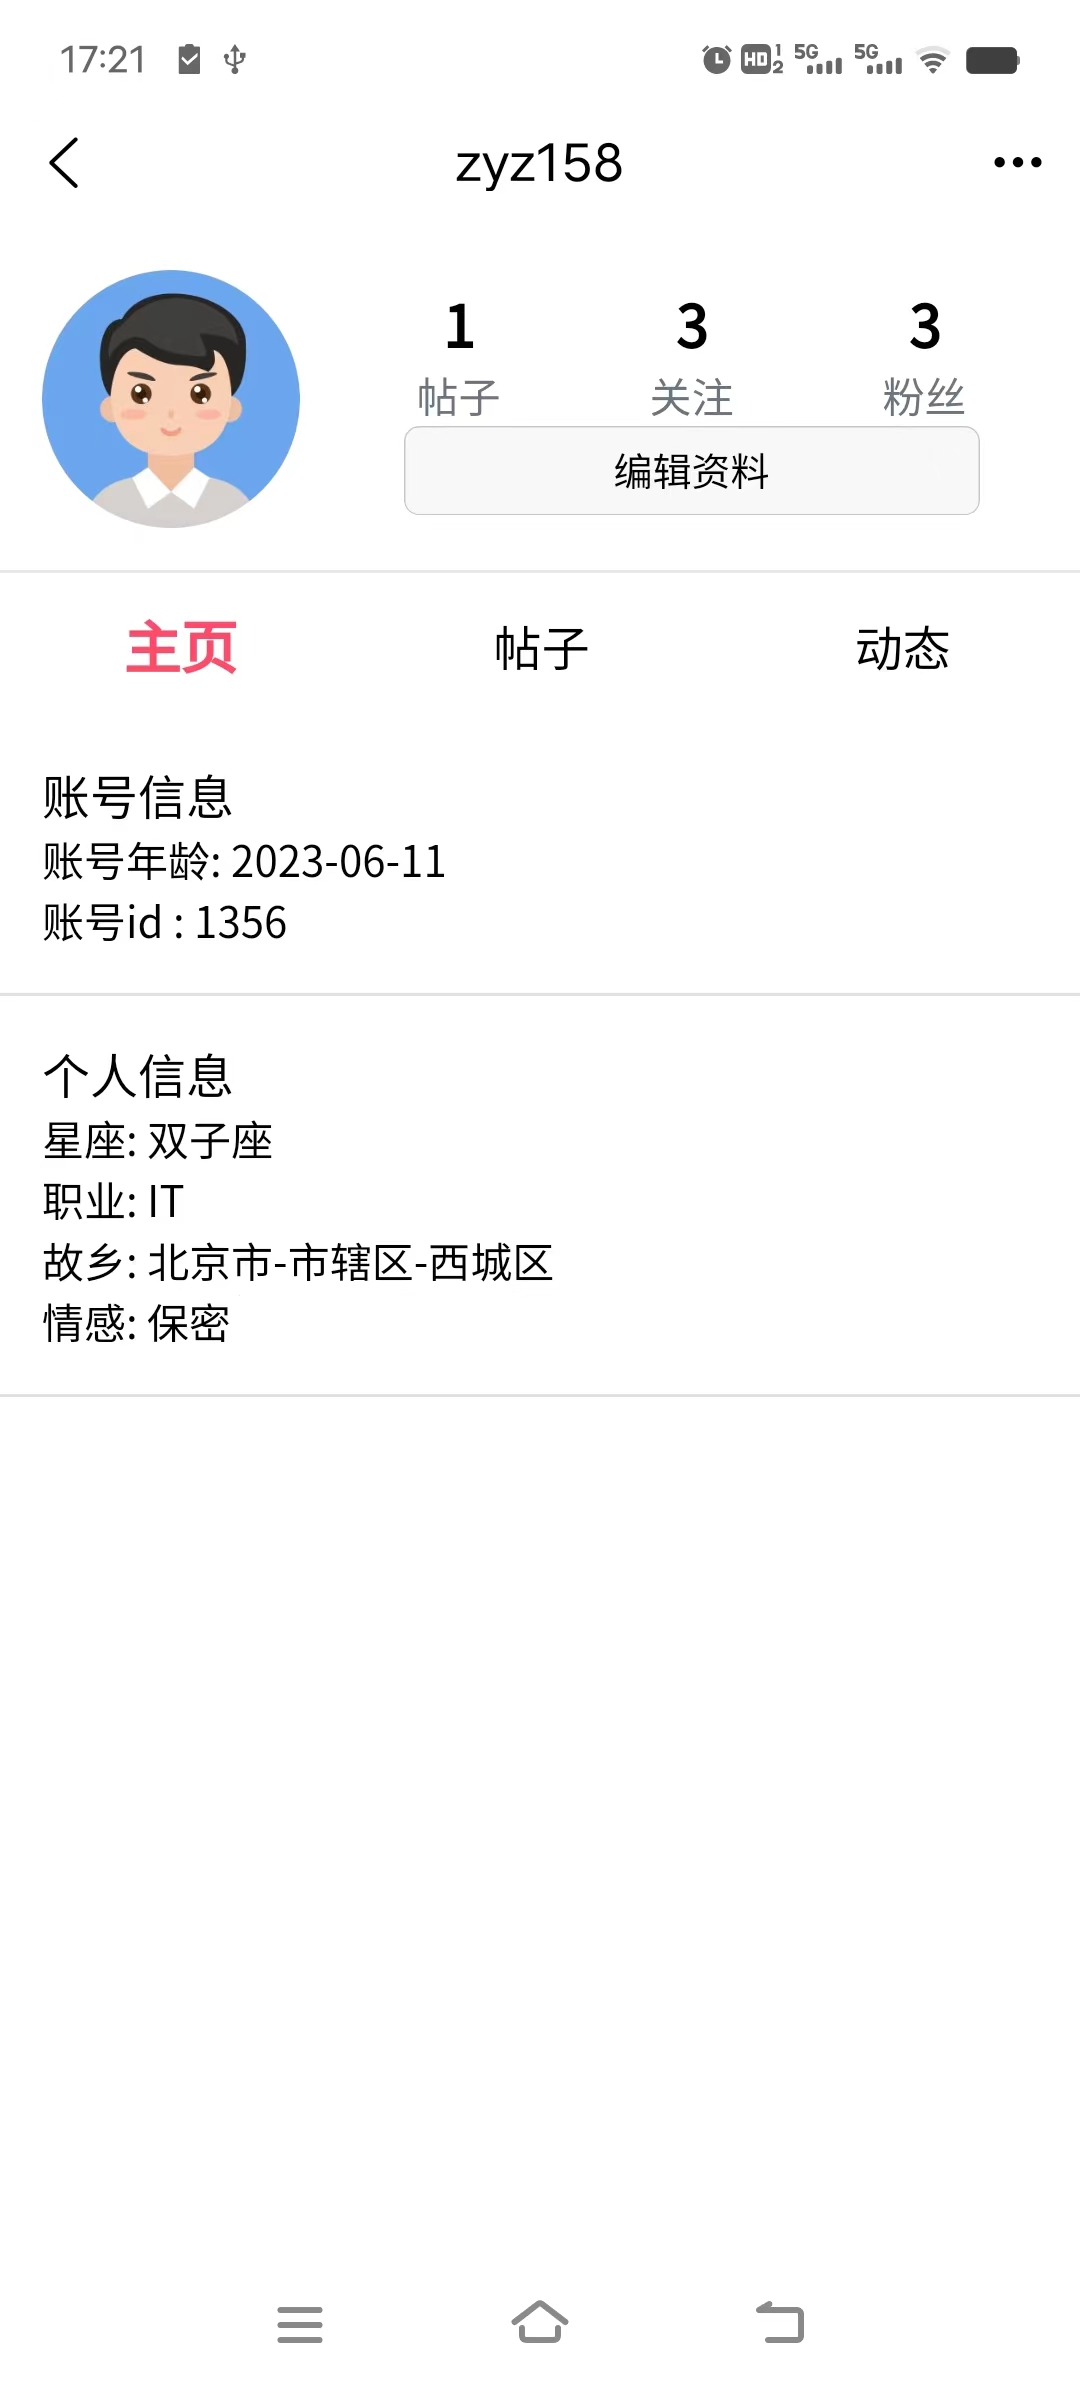 17:21
HD 1 2 5G 5G
zyz158
1 3 3
帖子 关注 粉丝
编辑资料
主页 帖子 动态
账号信息
账号年龄: 2023-06-11
账号id : 1356
个人信息
星座: 双子座
职业: IT
故乡: 北京市-市辖区-西城区
情感: 保密